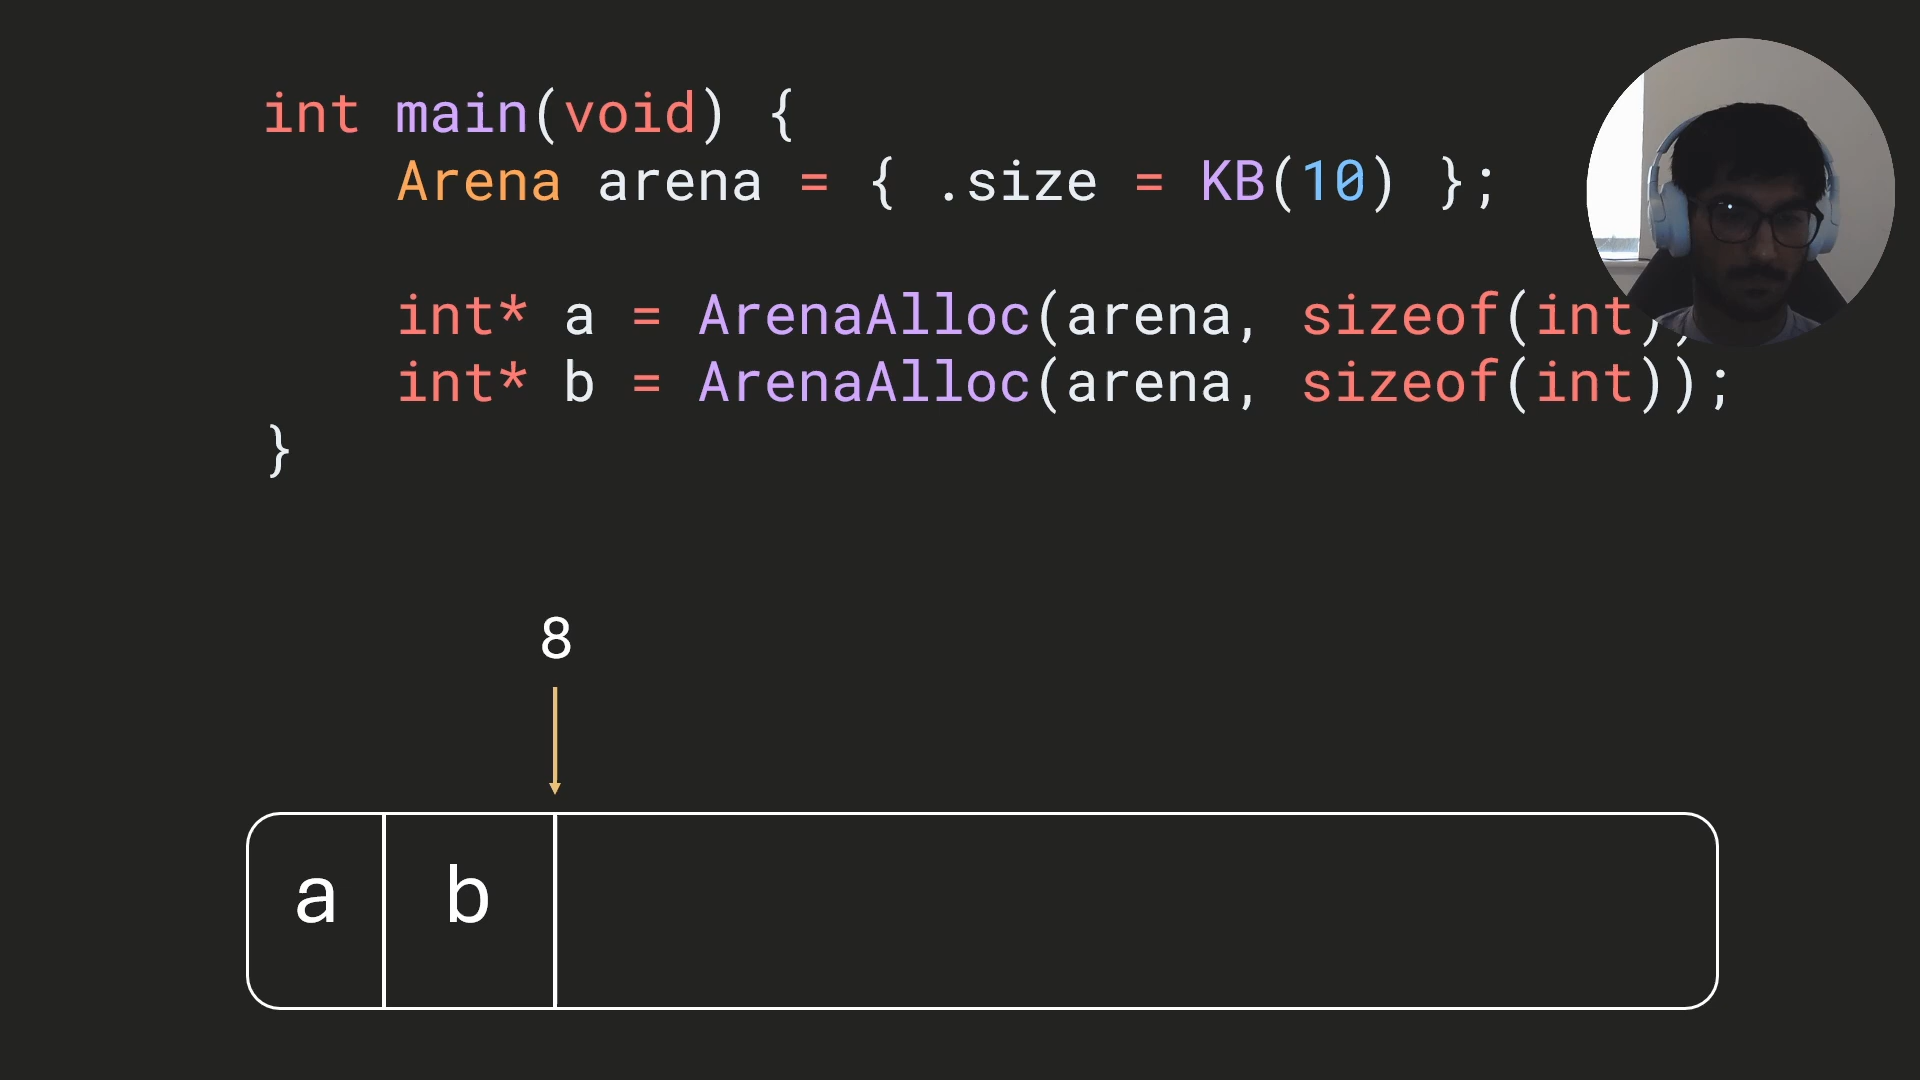 int main(void) {
    Arena arena = { .size = KB(10) };
    int* a = ArenaAlloc(arena, sizeof(int));
    int* b = ArenaAlloc(arena, sizeof(int));
}
8
a b